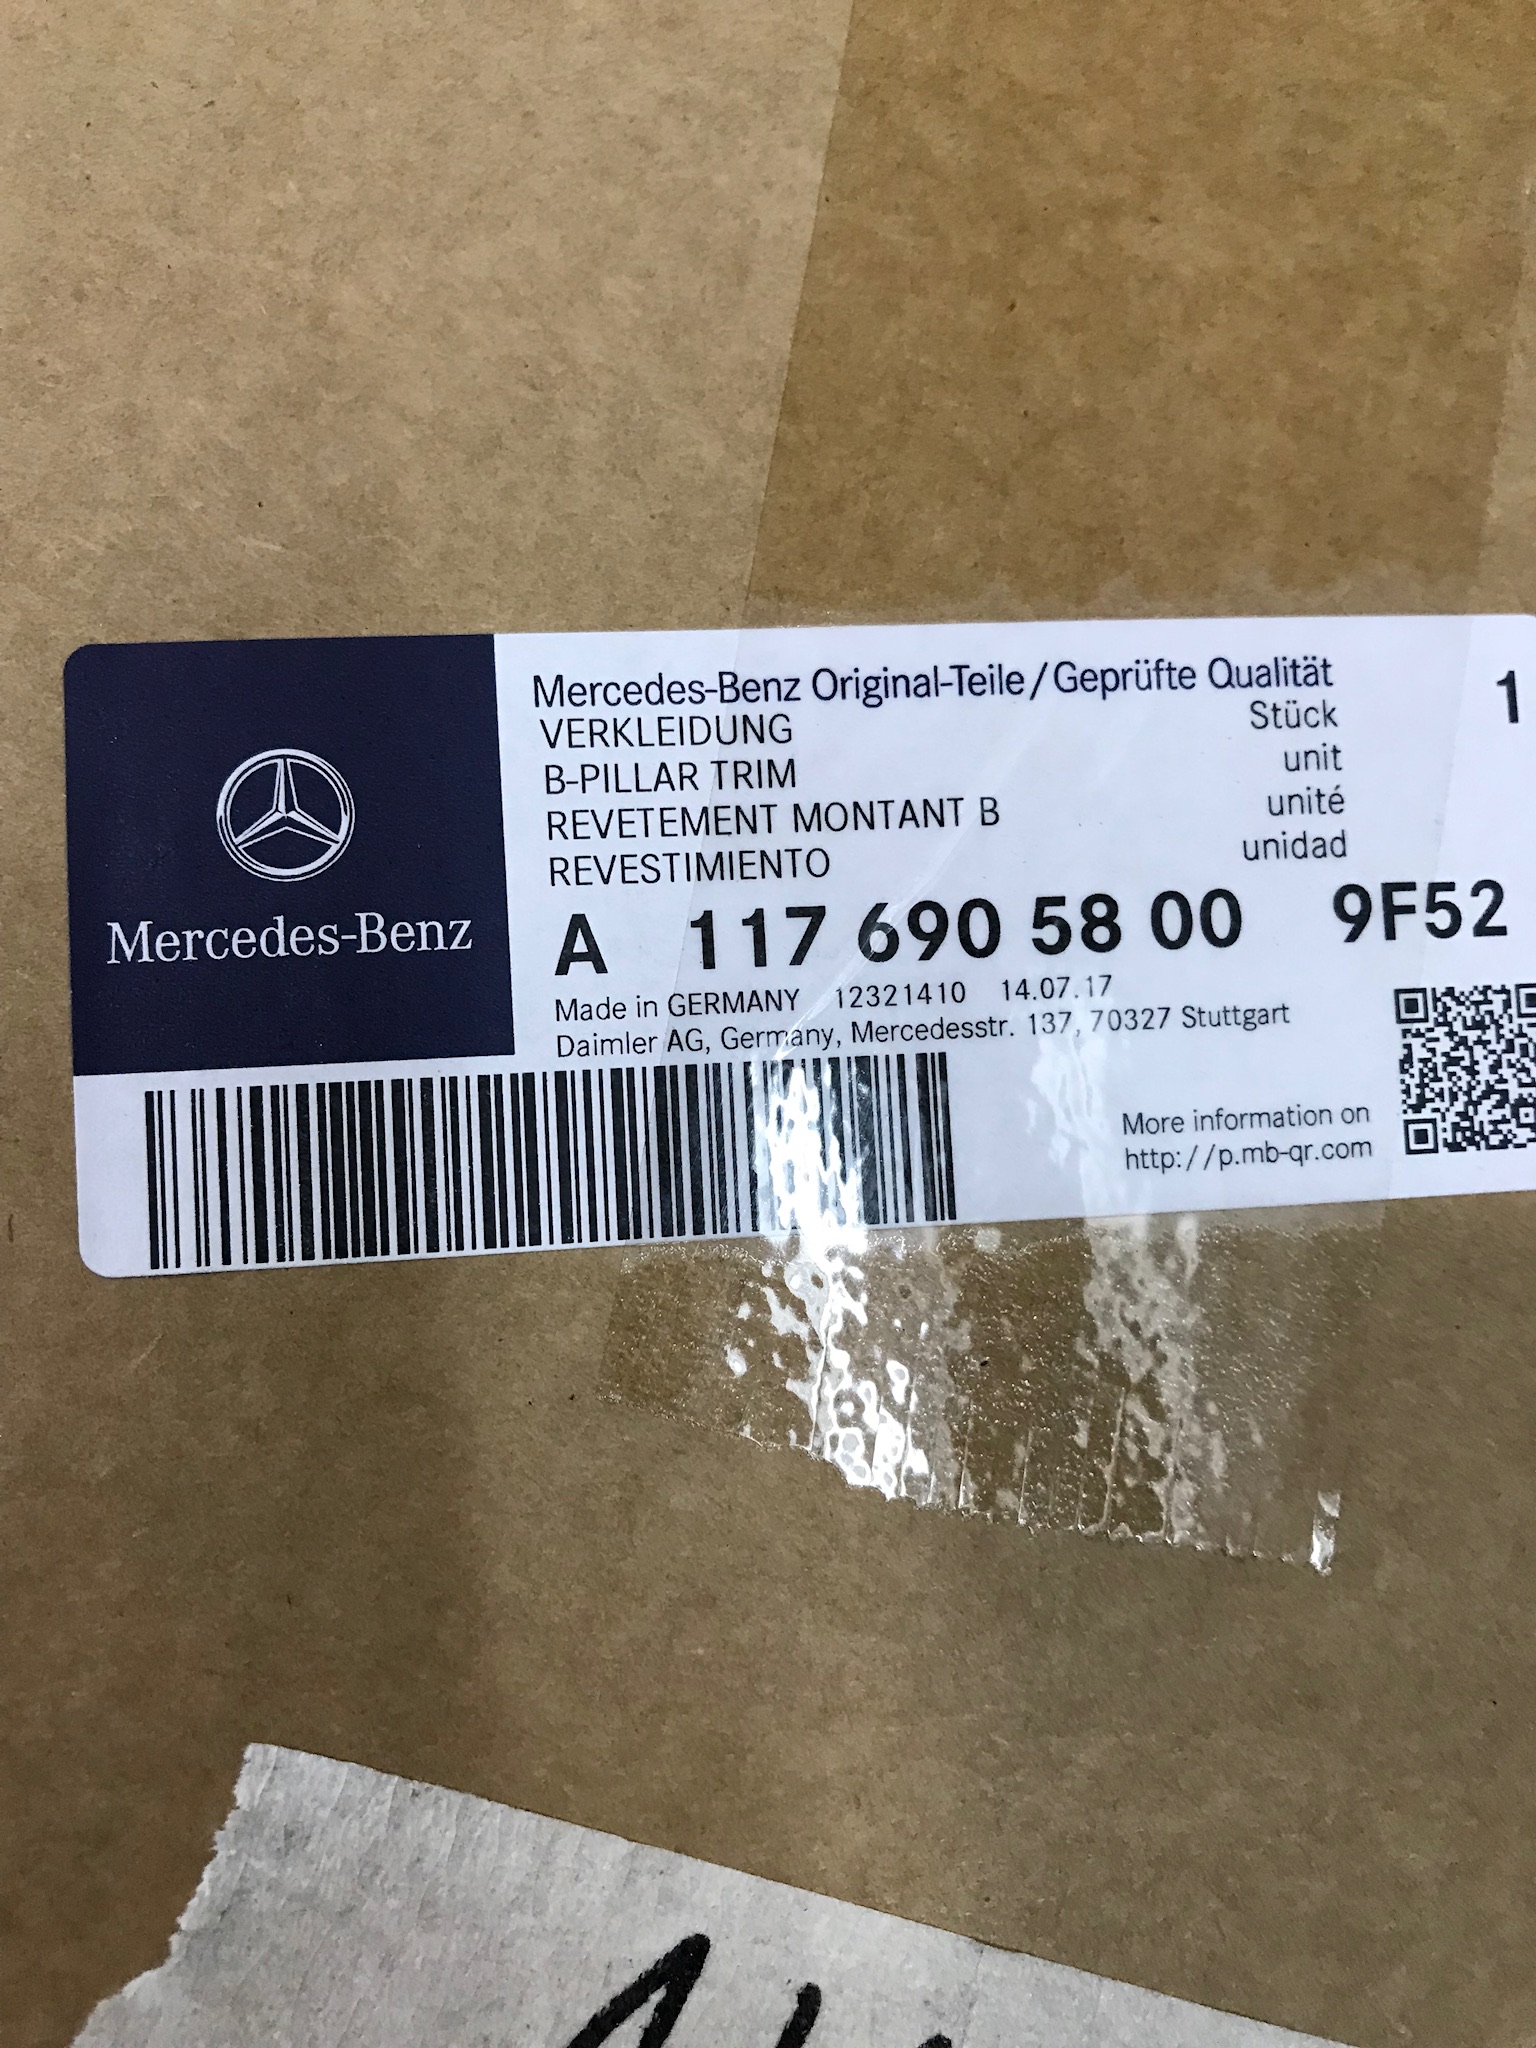 Mercedes-Benz
Mercedes-Benz Original-Teile/Geprüfte Qualität
VERKLEIDUNG Stück 1
B-PILLAR TRIM unit
REVETEMENT MONTANT B unité
REVESTIMIENTO unidad
A 117 690 58 00 9F52
Made in GERMANY 12321410 14.07.17
Daimler AG, Germany, Mercedesstr. 137, 70327 Stuttgart
More information on
http://p.mb-qr.com